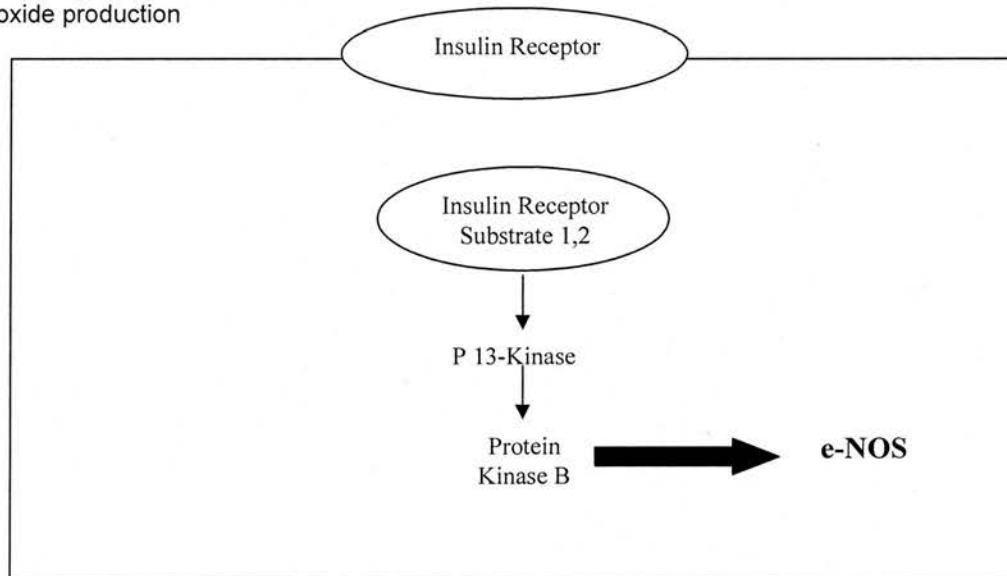 oxide production
Insulin Receptor
Insulin Receptor
Substrate 1,2
P 13-Kinase
Protein
Kinase B
e-NOS